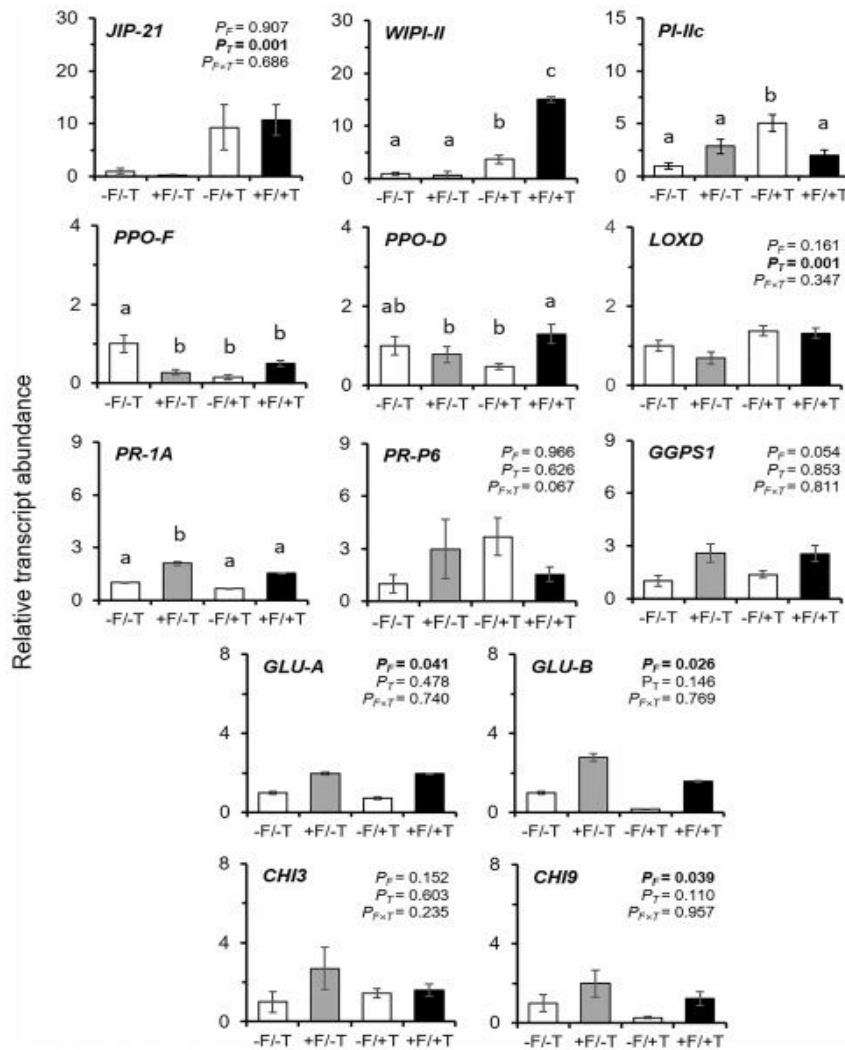 Relative transcript abundance
JIP-21
P_F = 0.907
P_T = 0.001
P_F×T = 0.686
30
20
10
0
-F/-T +F/-T -F/+T +F/+T
WIPI-II
a a b c
30
15
0
-F/-T +F/-T -F/+T +F/+T
PI-IIc
a a b a
15
10
5
0
-F/-T +F/-T -F/+T +F/+T
PPO-F
a b b b
4
2
0
-F/-T +F/-T -F/+T +F/+T
PPO-D
ab b b a
4
2
0
-F/-T +F/-T -F/+T +F/+T
LOXD
P_F = 0.161
P_T = 0.001
P_F×T = 0.347
4
2
0
-F/-T +F/-T -F/+T +F/+T
PR-1A
a b a a
9
6
3
0
-F/-T +F/-T -F/+T +F/+T
PR-P6
P_F = 0.966
P_T = 0.626
P_F×T = 0.067
9
6
3
0
-F/-T +F/-T -F/+T +F/+T
GGPS1
P_F = 0.054
P_T = 0.853
P_F×T = 0.811
9
6
3
0
-F/-T +F/-T -F/+T +F/+T
GLU-A
P_F = 0.041
P_T = 0.478
P_F×T = 0.740
8
4
0
-F/-T +F/-T -F/+T +F/+T
GLU-B
P_F = 0.026
P_T = 0.146
P_F×T = 0.769
8
4
0
-F/-T +F/-T -F/+T +F/+T
CHI3
P_F = 0.152
P_T = 0.603
P_F×T = 0.235
8
4
0
-F/-T +F/-T -F/+T +F/+T
CHI9
P_F = 0.039
P_T = 0.110
P_F×T = 0.957
8
4
0
-F/-T +F/-T -F/+T +F/+T